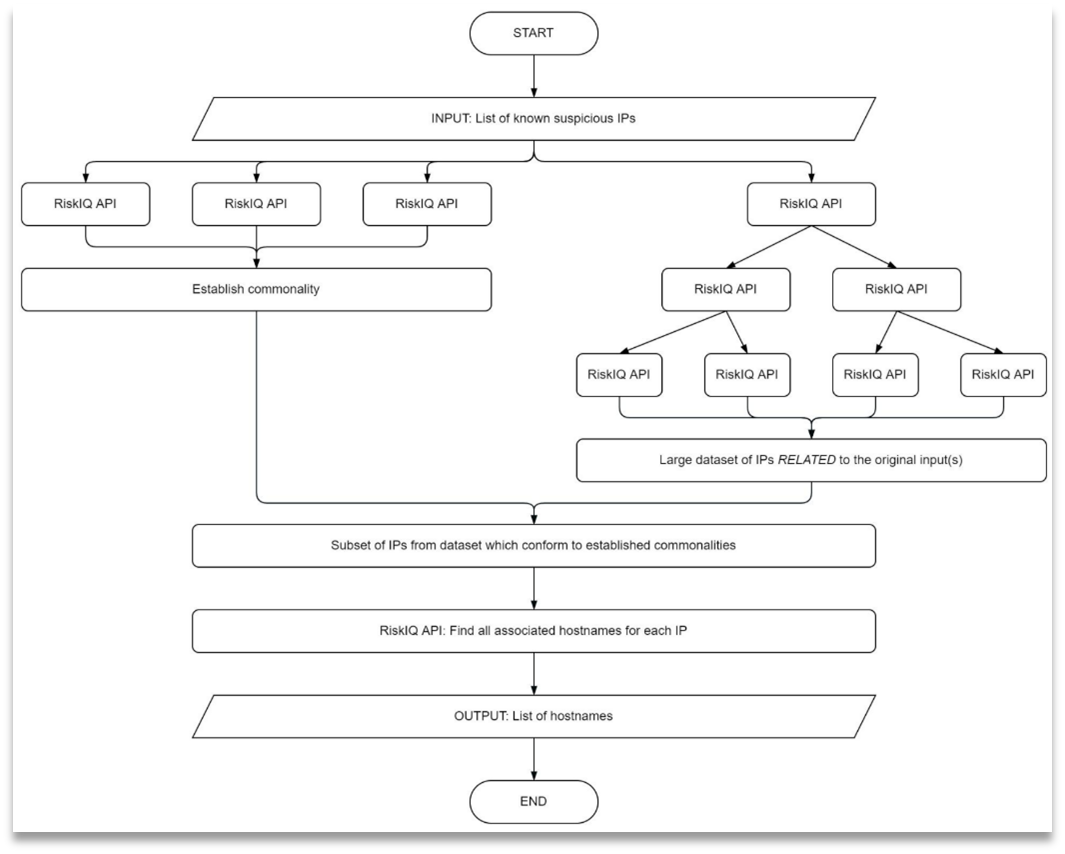 START
INPUT: List of known suspicious IPs
RiskIQ API
RiskIQ API
RiskIQ API
RiskIQ API
Establish commonality
RiskIQ API
RiskIQ API
RiskIQ API
RiskIQ API
RiskIQ API
RiskIQ API
Large dataset of IPs RELATED to the original input(s)
Subset of IPs from dataset which conform to established commonalities
RiskIQ API: Find all associated hostnames for each IP
OUTPUT: List of hostnames
END